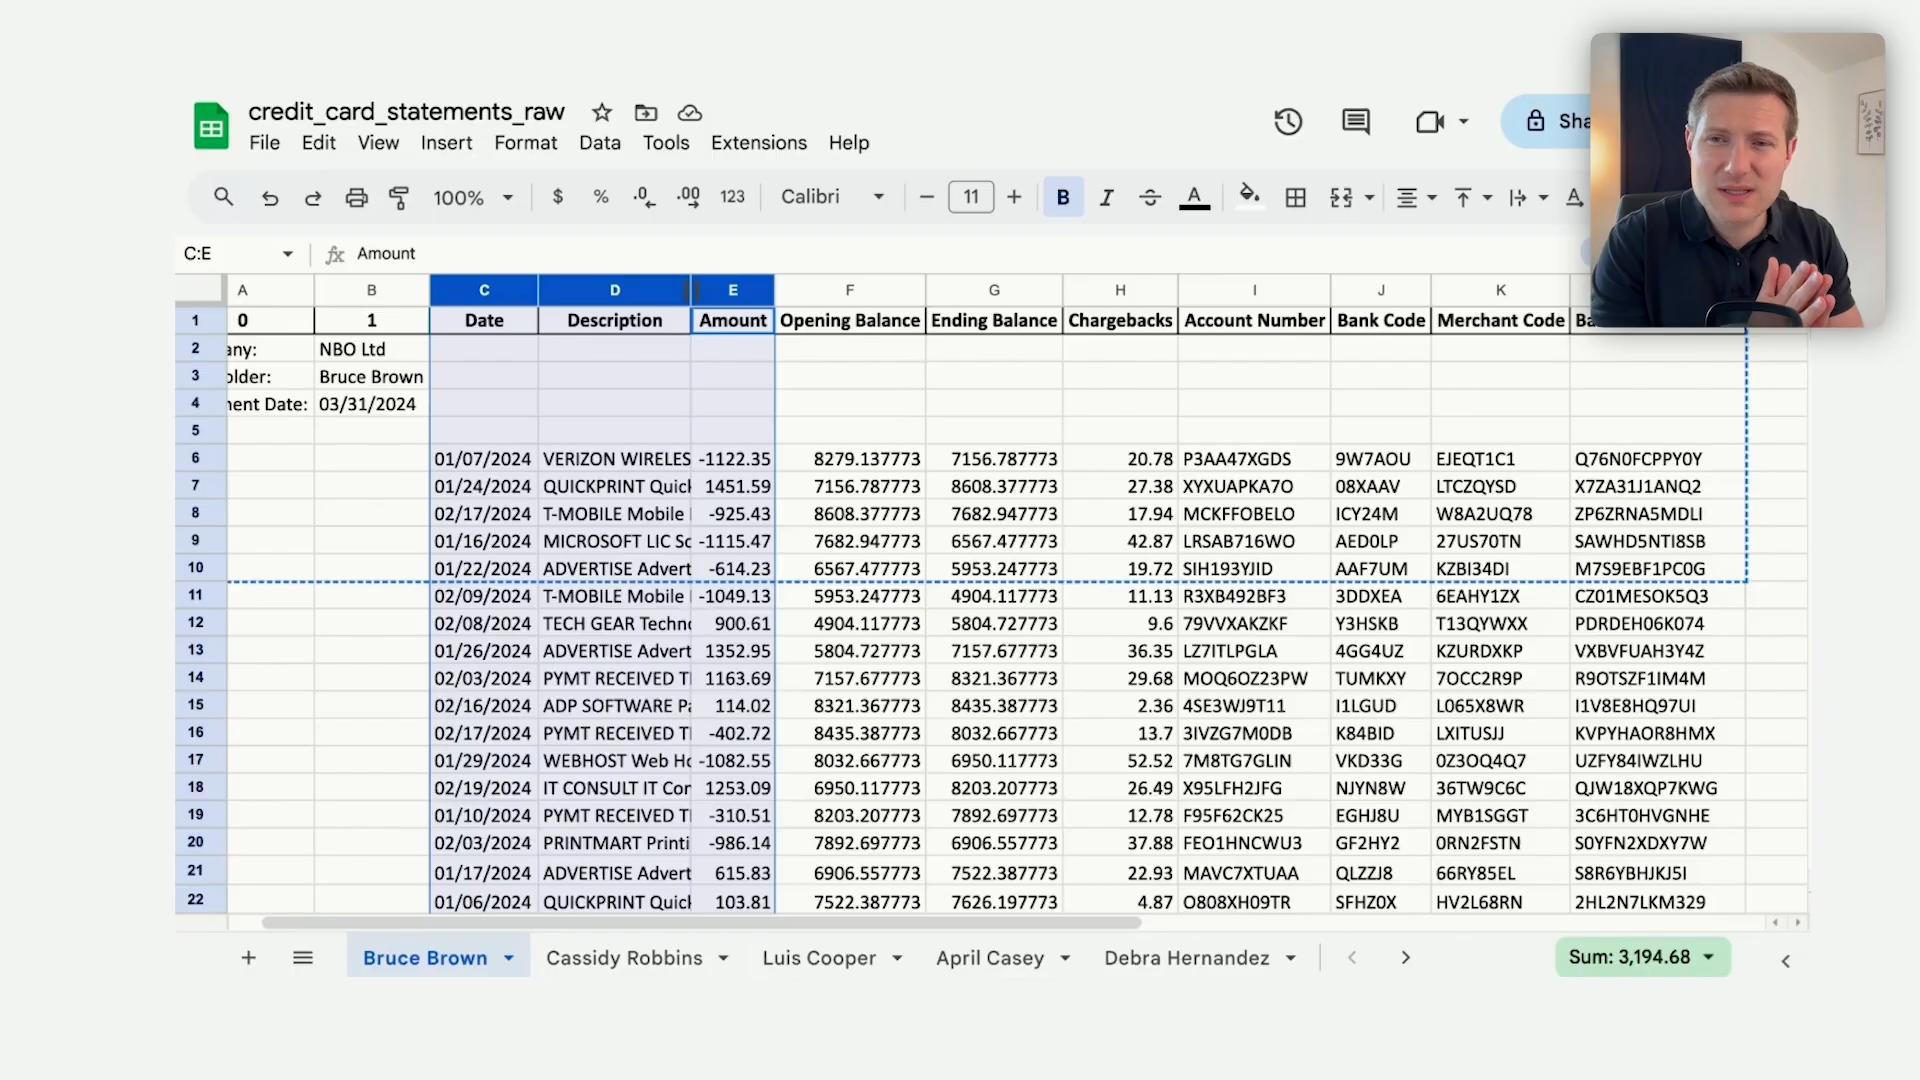 credit_card_statements_raw
File Edit View Insert Format Data Tools Extensions Help
100% $ % .0 .00 123 Calibri 11 B I A
C:E fx Amount
A B C D E F G H I J K
1 0 1 Date Description Amount Opening Balance Ending Balance Chargebacks Account Number Bank Code Merchant Code
2 any: NBO Ltd
3 older: Bruce Brown
4 nent Date: 03/31/2024
5
6 01/07/2024 VERIZON WIRELES -1122.35 8279.137773 7156.787773 20.78 P3AA47XGDS 9W7AOU EJEQT1C1 Q76N0FCPPY0Y
7 01/24/2024 QUICKPRINT Quick 1451.59 7156.787773 8608.377773 27.38 XYXUAPKA7O 08XAAV LTCZQYSD X7ZA31J1ANQ2
8 02/17/2024 T-MOBILE Mobile -925.43 8608.377773 7682.947773 17.94 MCKFFOBELO ICY24M W8A2UQ78 ZP6ZRNA5MDLI
9 01/16/2024 MICROSOFT LIC Sc -1115.47 7682.947773 6567.477773 42.87 LRSAB716WO AED0LP 27US70TN SAWHD5NTI8SB
10 01/22/2024 ADVERTISE Advert -614.23 6567.477773 5953.247773 19.72 SIH193YJID AAF7UM KZBI34DI M7S9EBF1PC0G
11 02/09/2024 T-MOBILE Mobile -1049.13 5953.247773 4904.117773 11.13 R3XB492BF3 3DDXEA 6EAHY1ZX CZ01MESOK5Q3
12 02/08/2024 TECH GEAR Techno 900.61 4904.117773 5804.727773 9.6 79VVXAKZKF Y3HSKB T13QYWXX PDRDEH06K074
13 01/26/2024 ADVERTISE Advert 1352.95 5804.727773 7157.677773 36.35 LZ7ITLPGLA 4GG4UZ KZURDXKP VXBVFUAH3Y4Z
14 02/03/2024 PYMT RECEIVED 1163.69 7157.677773 8321.367773 29.68 MOQ6OZ23PW TUMKXY 7OCC2R9P R9OTSZF1IM4M
15 02/16/2024 ADP SOFTWARE Pa 114.02 8321.367773 8435.387773 2.36 4SE3WJ9T11 I1LGUD L065X8WR I1V8E8HQ97UI
16 02/17/2024 PYMT RECEIVED -402.72 8435.387773 8032.667773 13.7 3IVZG7M0DB K84BID LXITUSJJ KVPYHAOR8HMX
17 01/29/2024 WEBHOST Web Ho -1082.55 8032.667773 6950.117773 52.52 7M8TG7GLIN VKD33G 0Z3OQ4Q7 UZFY84IWZLHU
18 02/19/2024 IT CONSULT IT Con 1253.09 6950.117773 8203.207773 26.49 X95LFH2JFG NJYN8W 36TW9C6C QJW18XQP7KWG
19 01/10/2024 PYMT RECEIVED -310.51 8203.207773 7892.697773 12.78 F95F62CK25 EGHJ8U MYB1SGGT 3C6HT0HVGNHE
20 02/03/2024 PRINTMART Printi -986.14 7892.697773 6906.557773 37.88 FEO1HNCWU3 GF2HY2 0RN2FSTN S0YFN2XDXY7W
21 01/17/2024 ADVERTISE Advert 615.83 6906.557773 7522.387773 22.93 MAVC7XTUAA QLZZJ8 66RY85EL S8R6YBHJKJ5I
22 01/06/2024 QUICKPRINT Quick 103.81 7522.387773 7626.197773 4.87 O808XH09TR SFHZ0X HV2L68RN 2HL2N7LKM329
Bruce Brown Cassidy Robbins Luis Cooper April Casey Debra Hernandez Sum: 3,194.68